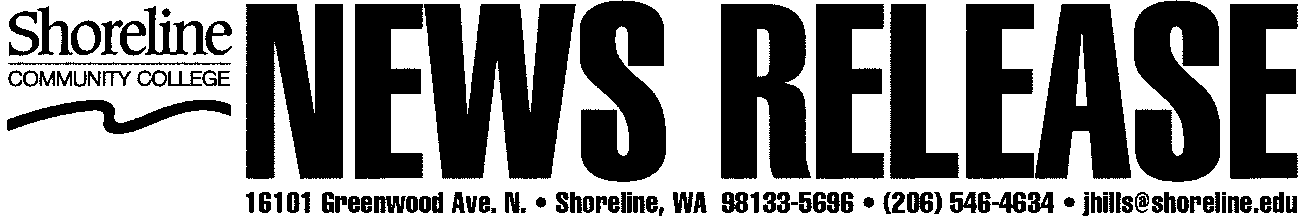 Shoreline
COMMUNITY COLLEGE
NEWS RELEASE
16101 Greenwood Ave. N. • Shoreline, WA 98133-5696 • (206) 546-4634 • jhills@shoreline.edu